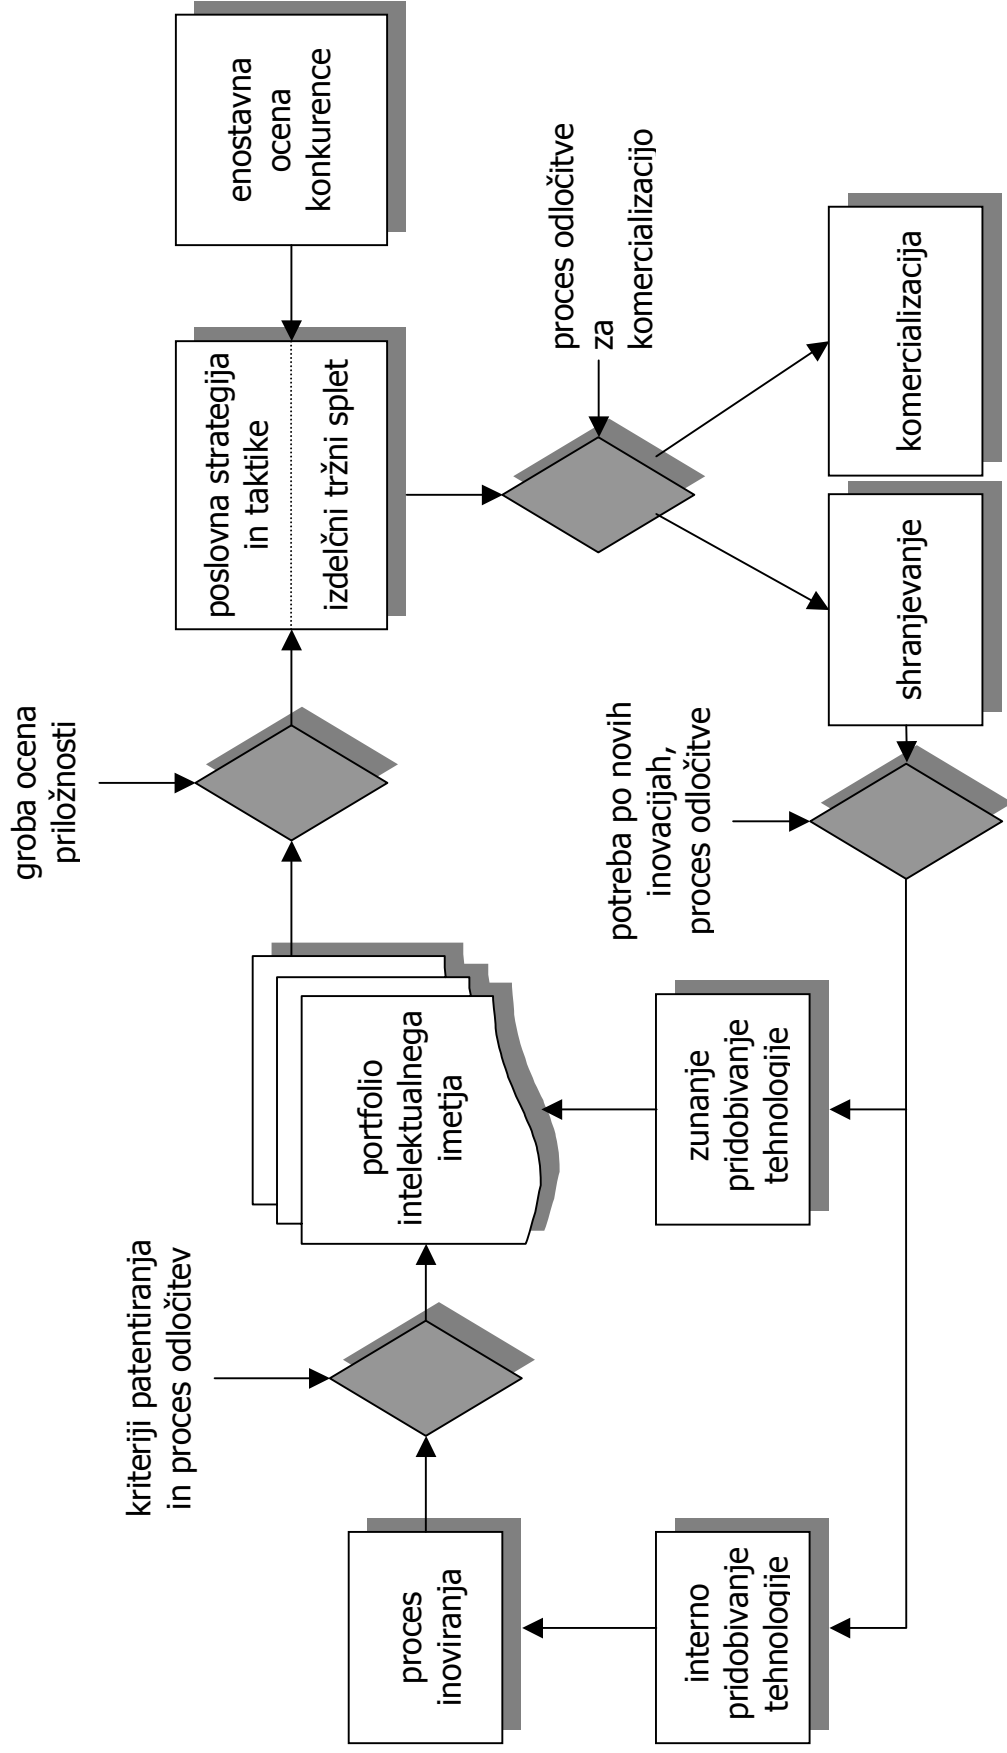 groba ocena
priložnosti
kriteriji patentiranja
in proces odločitev
poslovna strategija
in taktike
izdelčni tržni splet
enostavna
ocena
konkurence
proces
inoviranja
portfolio
intelektualnega
imetja
proces odločitve
za
komercializacijo
potreba po novih
inovacijah,
proces odločitve
interno
pridobivanje
tehnologije
zunanje
pridobivanje
tehnologije
shranjevanje
komercializacija